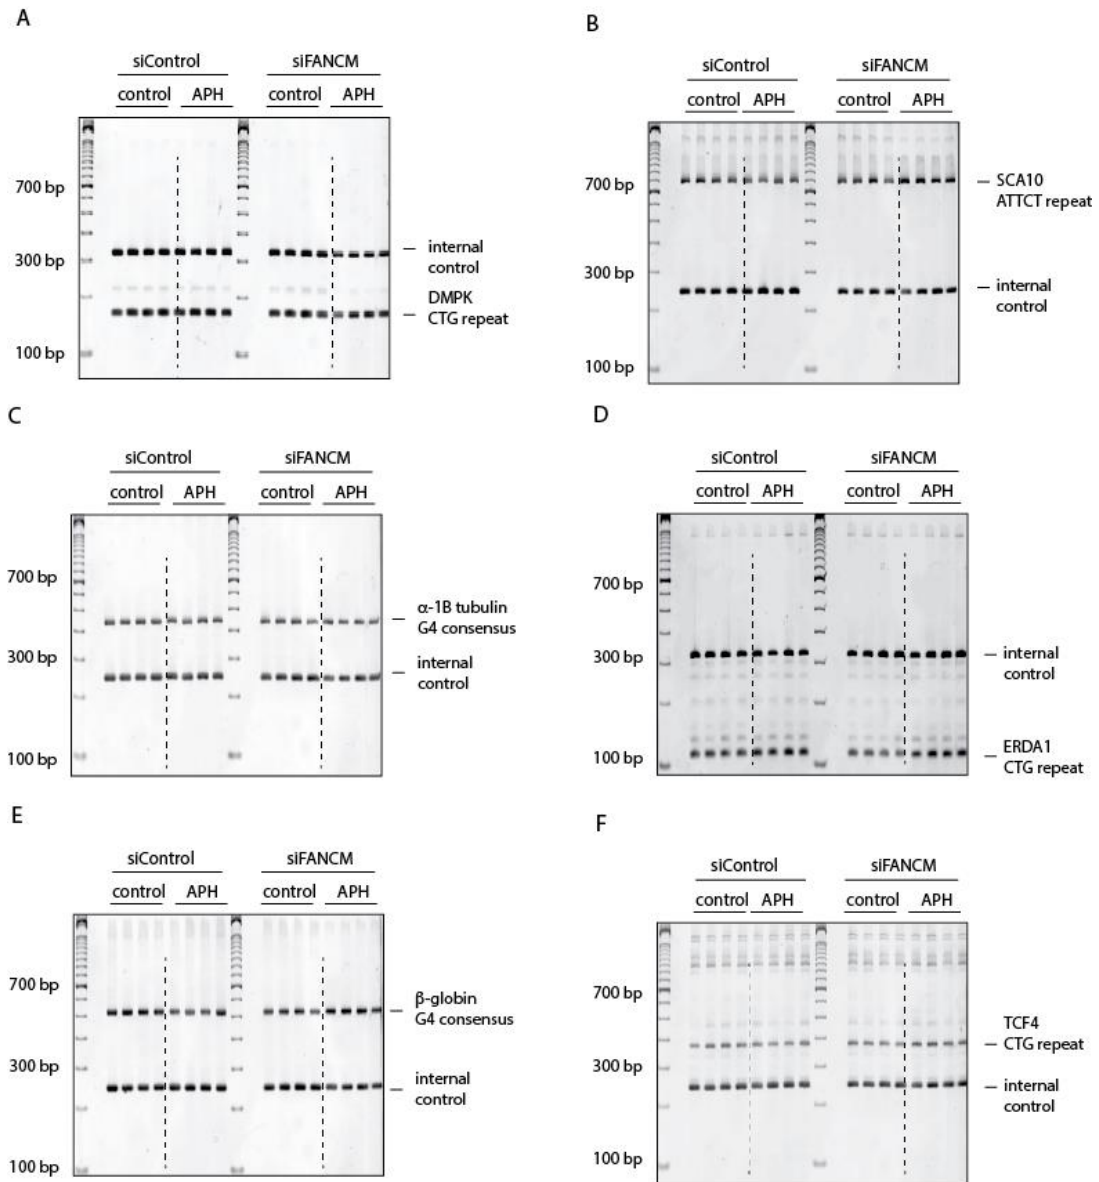 A
siControl
siFANCM
control
APH
control
APH
700 bp
300 bp
100 bp
internal
control
DMPK
CTG repeat
B
siControl
siFANCM
control
APH
control
APH
700 bp
300 bp
100 bp
SCA10
ATTCT repeat
internal
control
C
siControl
siFANCM
control
APH
control
APH
700 bp
300 bp
100 bp
α-1B tubulin
G4 consensus
internal
control
D
siControl
siFANCM
control
APH
control
APH
700 bp
300 bp
100 bp
internal
control
ERDA1
CTG repeat
E
siControl
siFANCM
control
APH
control
APH
700 bp
300 bp
100 bp
β-globin
G4 consensus
internal
control
F
siControl
siFANCM
control
APH
control
APH
700 bp
300 bp
100 bp
TCF4
CTG repeat
internal
control